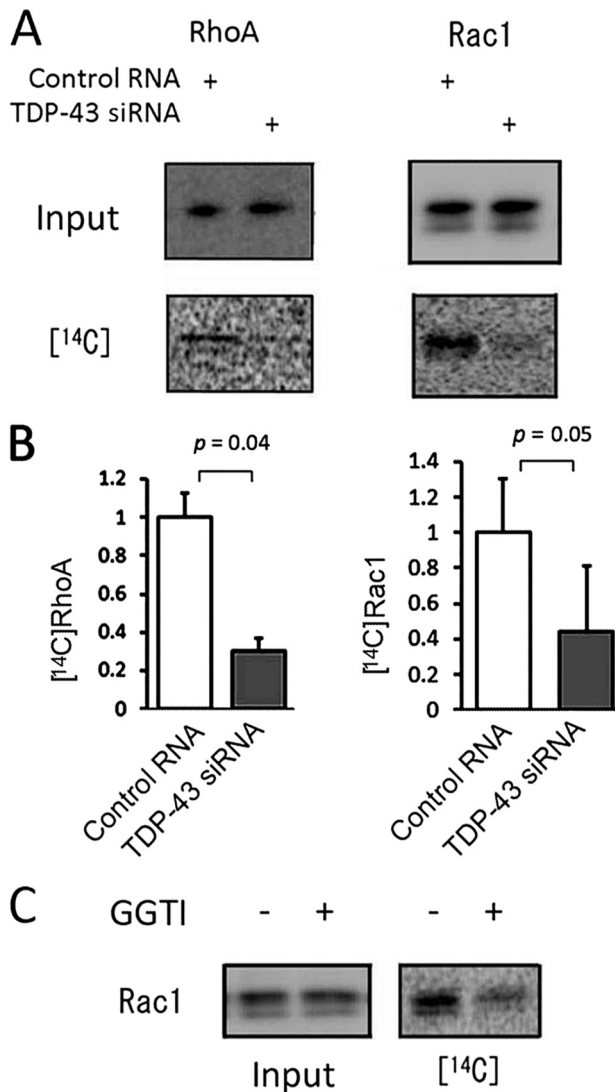 A
RhoA Rac1
Control RNA + +
TDP-43 siRNA + +
Input
[¹⁴C]
B
p = 0.04
[¹⁴C]RhoA
1.2
1
0.8
0.6
0.4
0.2
0
Control RNA
TDP-43 siRNA
p = 0.05
[¹⁴C]Rac1
1.4
1.2
1
0.8
0.6
0.4
0.2
0
Control RNA
TDP-43 siRNA
C
GGTI - + - +
Rac1
Input [¹⁴C]